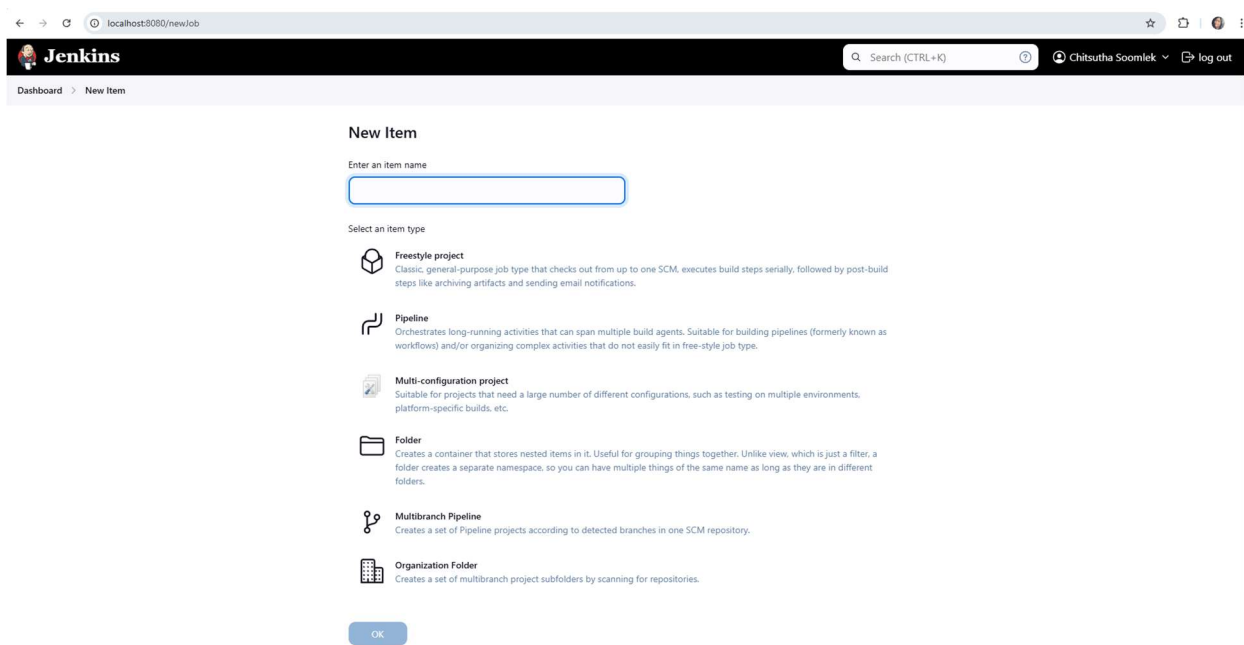 localhost:8080/newJob
Jenkins
Search (CTRL+K)
Chitsutha Soomlek
log out
Dashboard > New Item
New Item
Enter an item name
Select an item type
Freestyle project
Classic, general-purpose job type that checks out from up to one SCM, executes build steps serially, followed by post-build
steps like archiving artifacts and sending email notifications.
Pipeline
Orchestrates long-running activities that can span multiple build agents. Suitable for building pipelines (formerly known as
workflows) and/or organizing complex activities that do not easily fit in free-style job type.
Multi-configuration project
Suitable for projects that need a large number of different configurations, such as testing on multiple environments,
platform-specific builds, etc.
Folder
Creates a container that stores nested items in it. Useful for grouping things together. Unlike view, which is just a filter, a
folder creates a separate namespace, so you can have multiple things of the same name as long as they are in different
folders.
Multibranch Pipeline
Creates a set of Pipeline projects according to detected branches in one SCM repository.
Organization Folder
Creates a set of multibranch project subfolders by scanning for repositories.
OK